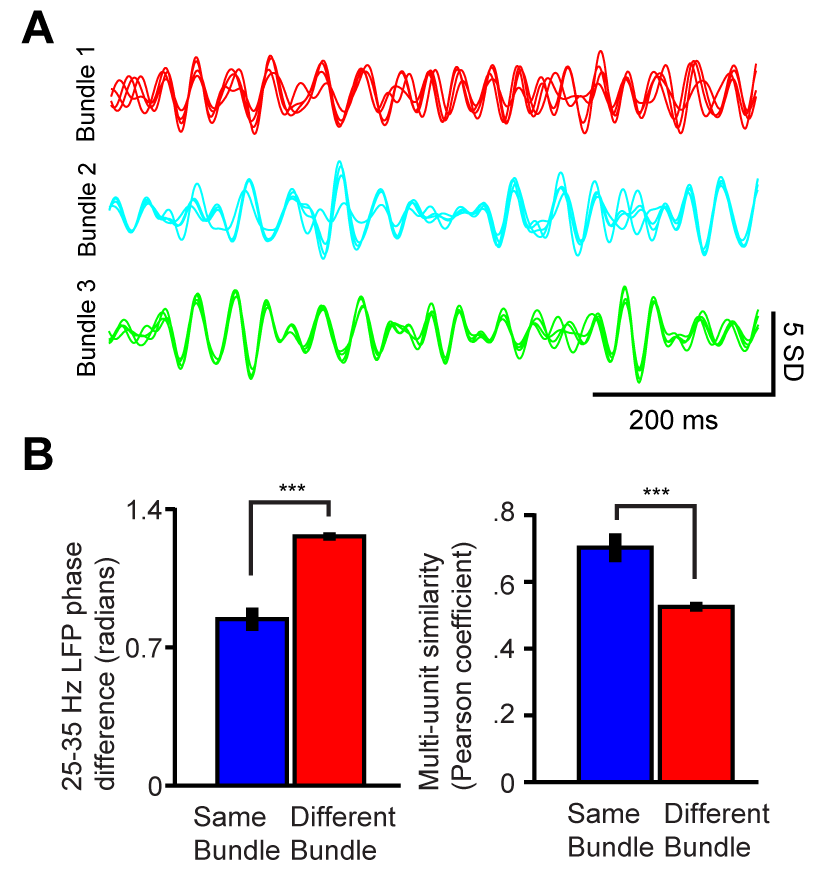 A
Bundle 1
Bundle 2
Bundle 3
5 SD
200 ms
B
25-35 Hz LFP phase
difference (radians)
1.4
0.7
0
***
Same
Bundle
Different
Bundle
Multi-uunit similarity
(Pearson coefficient)
.8
.6
.4
.2
0
***
Same
Bundle
Different
Bundle